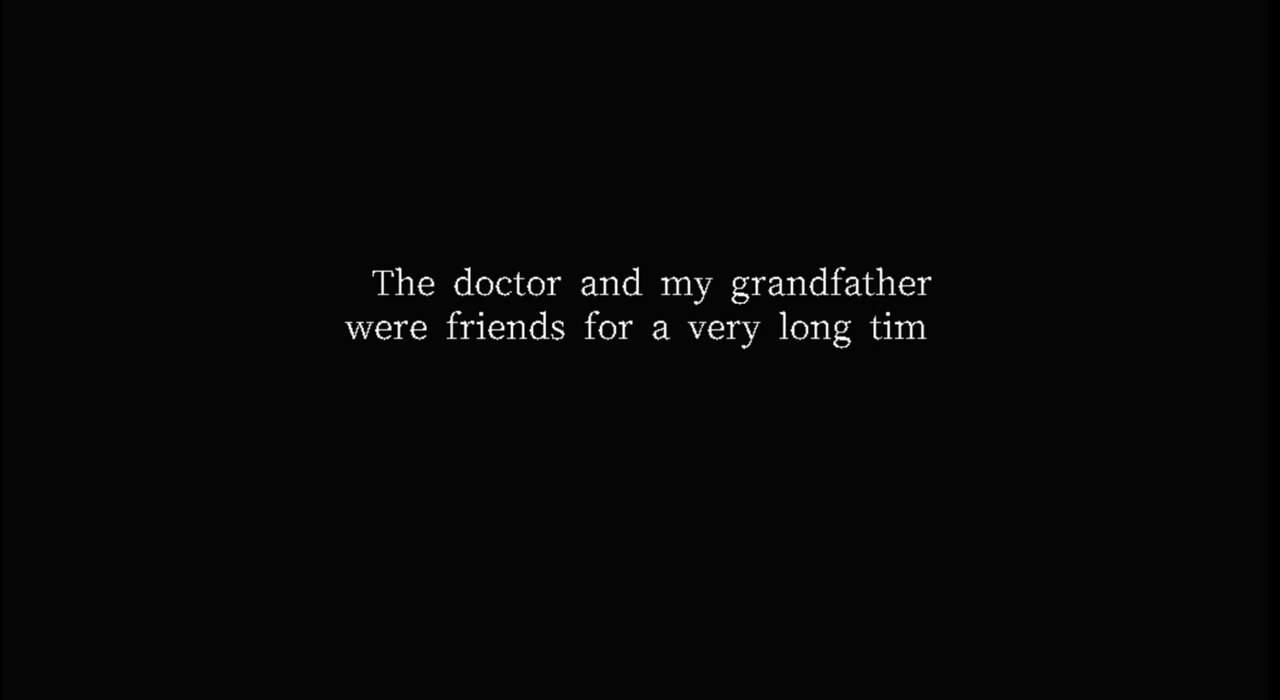 The doctor and my grandfather
were friends for a very long tim